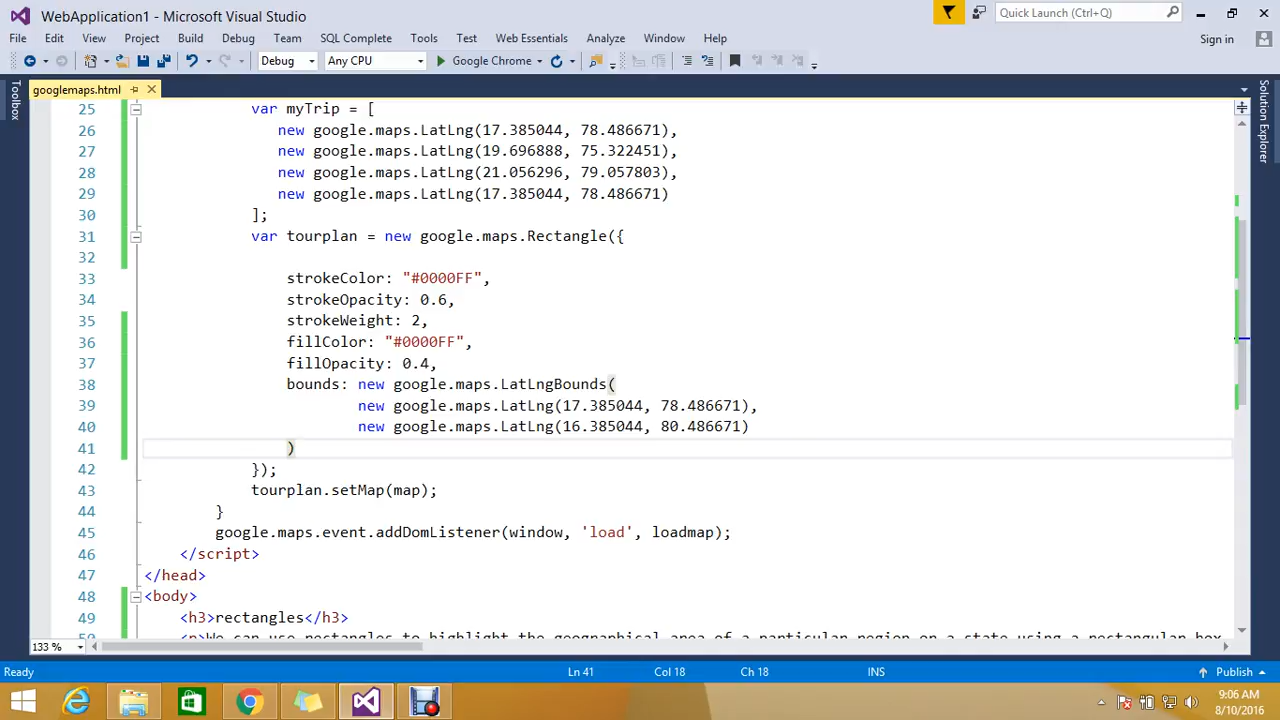 WebApplication1 - Microsoft Visual Studio
Quick Launch (Ctrl+Q)
File Edit View Project Build Debug Team SQL Complete Tools Test Web Essentials Analyze Window Help
Sign in
Debug Any CPU Google Chrome
googlemaps.html
Toolbox
Solution Explorer
25 var myTrip = [
26 new google.maps.LatLng(17.385044, 78.486671),
27 new google.maps.LatLng(19.696888, 75.322451),
28 new google.maps.LatLng(21.056296, 79.057803),
29 new google.maps.LatLng(17.385044, 78.486671)
30 ];
31 var tourplan = new google.maps.Rectangle({
32
33 strokeColor: "#0000FF",
34 strokeOpacity: 0.6,
35 strokeWeight: 2,
36 fillColor: "#0000FF",
37 fillOpacity: 0.4,
38 bounds: new google.maps.LatLngBounds(
39 new google.maps.LatLng(17.385044, 78.486671),
40 new google.maps.LatLng(16.385044, 80.486671)
41 )
42 });
43 tourplan.setMap(map);
44 }
45 google.maps.event.addDomListener(window, 'load', loadmap);
46 </script>
47 </head>
48 <body>
49 <h3>rectangles</h3>
50 <p>We can use rectangles to highlight the geographical area of a particular region or a state using a rectangular box
133 %
Ready Ln 41 Col 18 Ch 18 INS Publish
9:06 AM
8/10/2016